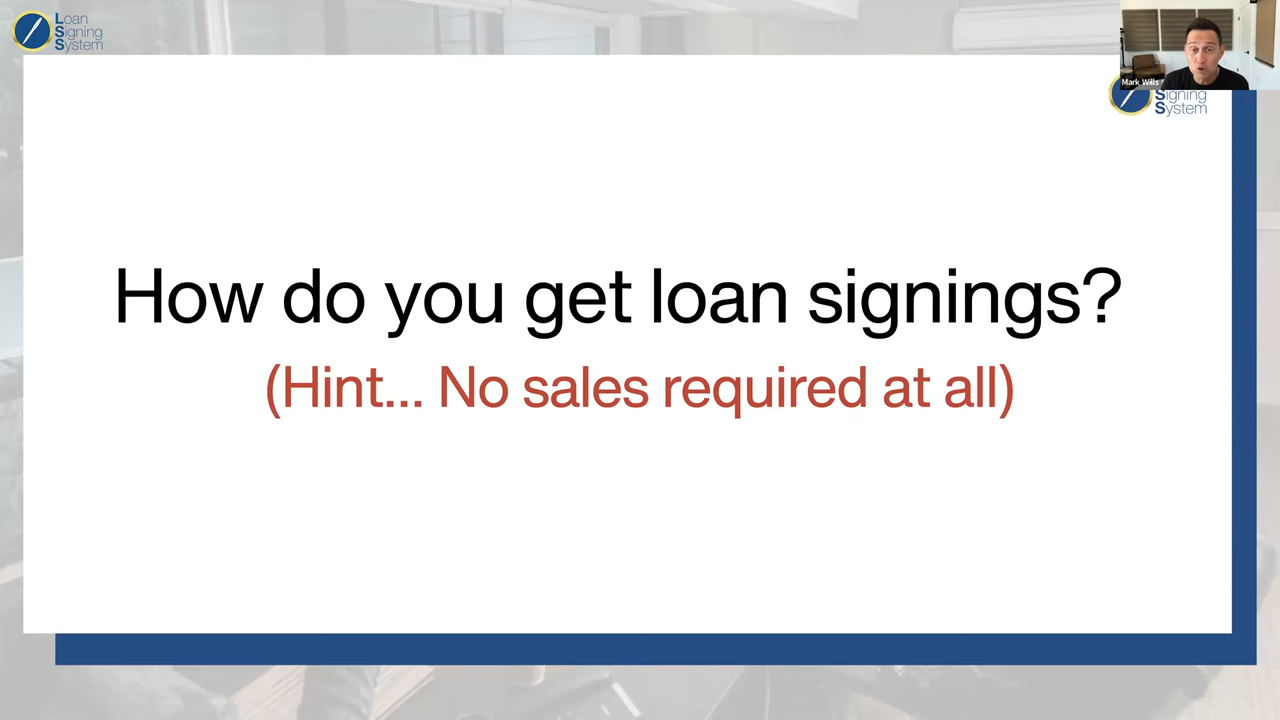 Loan
Signing
System
Mark Wills
Signing
System
How do you get loan signings?
(Hint... No sales required at all)